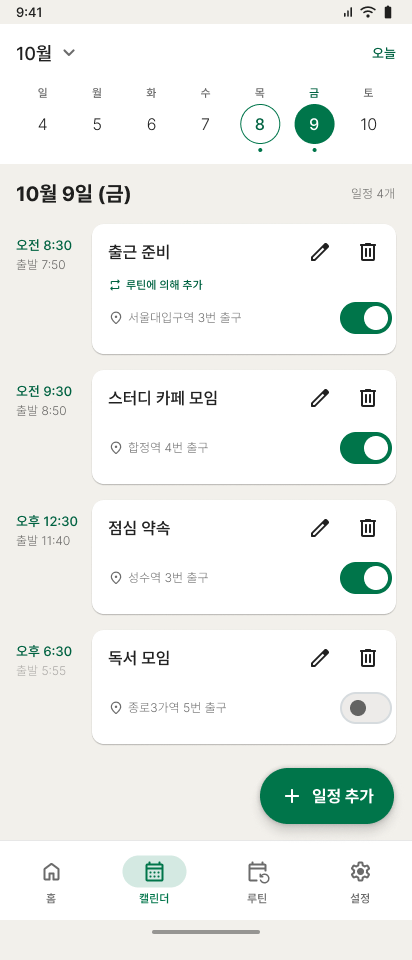 9:41
10월
오늘
일 월 화 수 목 금 토
4 5 6 7 8 9 10
10월 9일 (금)
일정 4개
오전 8:30
출발 7:50
출근 준비
루틴에 의해 추가
서울대입구역 3번 출구
오전 9:30
출발 8:50
스터디 카페 모임
합정역 4번 출구
오후 12:30
출발 11:40
점심 약속
성수역 3번 출구
오후 6:30
출발 5:55
독서 모임
종로3가역 5번 출구
일정 추가
홈 캘린더 루틴 설정